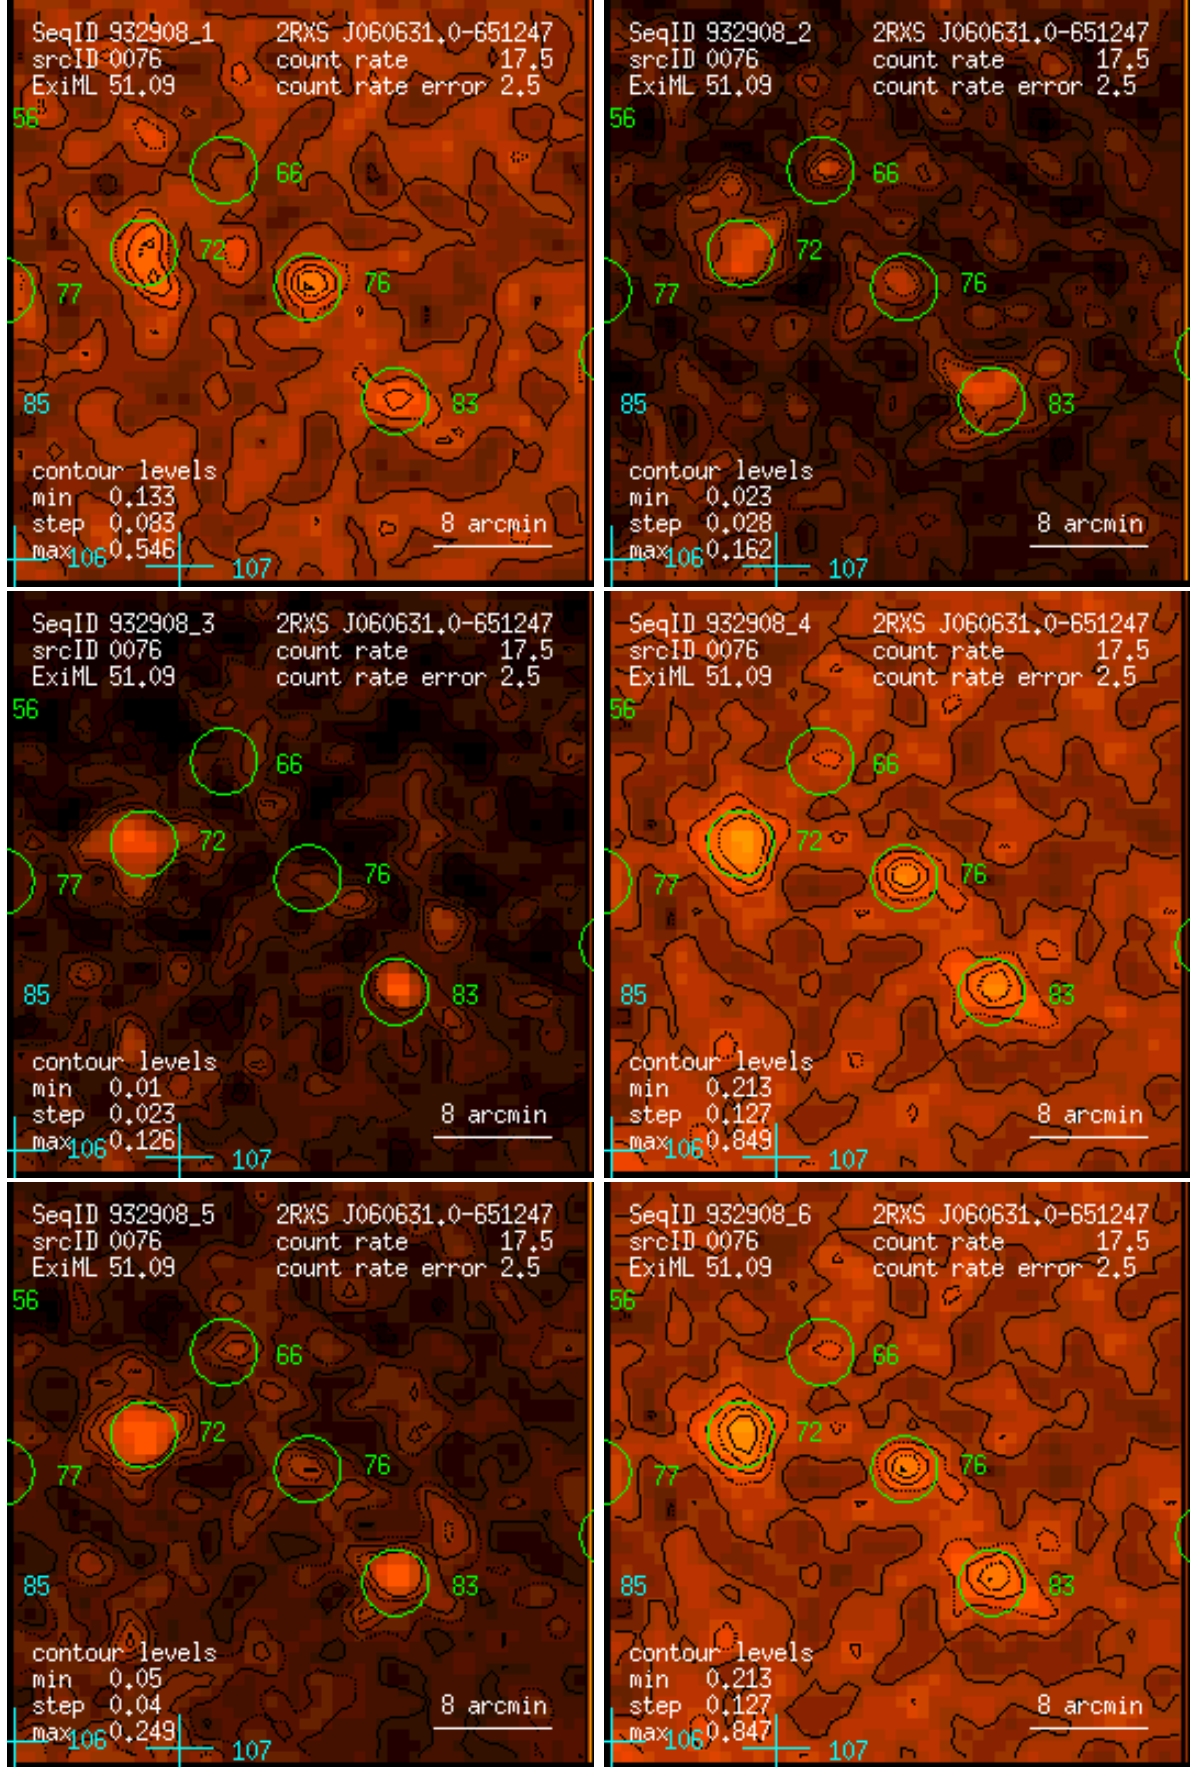 SeqID 932908_1 2RXS J060631.0-651247
srcID 0076 count rate 17.5
ExiML 51.09 count rate error 2.5
56
66
72
77 76
85 83
contour levels
min 0.133
step 0.083 8 arcmin
max 0.546
106 107
SeqID 932908_2 2RXS J060631.0-651247
srcID 0076 count rate 17.5
ExiML 51.09 count rate error 2.5
56
66
72
77 76
85 83
contour levels
min 0.023
step 0.028 8 arcmin
max 0.162
106 107
SeqID 932908_3 2RXS J060631.0-651247
srcID 0076 count rate 17.5
ExiML 51.09 count rate error 2.5
56
66
72
77 76
85 83
contour levels
min 0.01
step 0.023 8 arcmin
max 0.126
106 107
SeqID 932908_4 2RXS J060631.0-651247
srcID 0076 count rate 17.5
ExiML 51.09 count rate error 2.5
56
66
72
77 76
85 83
contour levels
min 0.213
step 0.127 8 arcmin
max 0.849
106 107
SeqID 932908_5 2RXS J060631.0-651247
srcID 0076 count rate 17.5
ExiML 51.09 count rate error 2.5
56
66
72
77 76
85 83
contour levels
min 0.05
step 0.04 8 arcmin
max 0.249
106 107
SeqID 932908_6 2RXS J060631.0-651247
srcID 0076 count rate 17.5
ExiML 51.09 count rate error 2.5
56
66
72
77 76
85 83
contour levels
min 0.213
step 0.127 8 arcmin
max 0.847
106 107